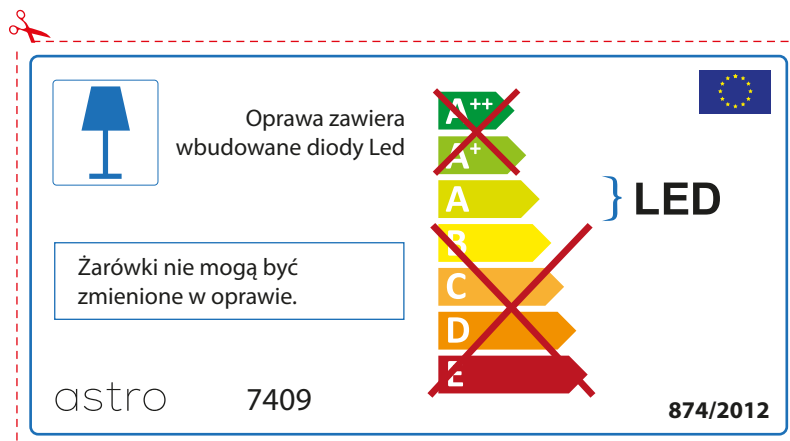 Oprawa zawiera
wbudowane diody Led
A++
A+
A
B
C
D
E
LED
Żarówki nie mogą być
zmienione w oprawie.
astro
7409
874/2012